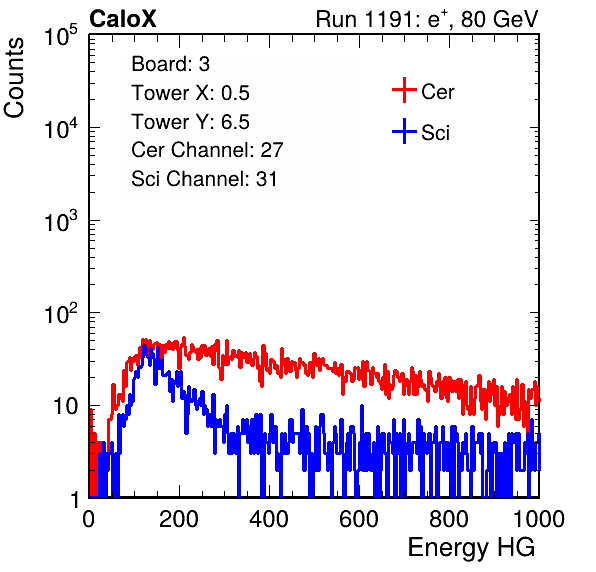 CaloX Run 1191: e⁺, 80 GeV
Counts
10⁵
10⁴
10³
10²
10
1
Board: 3
Tower X: 0.5
Tower Y: 6.5
Cer Channel: 27
Sci Channel: 31
Cer
Sci
0 200 400 600 800 1000
Energy HG